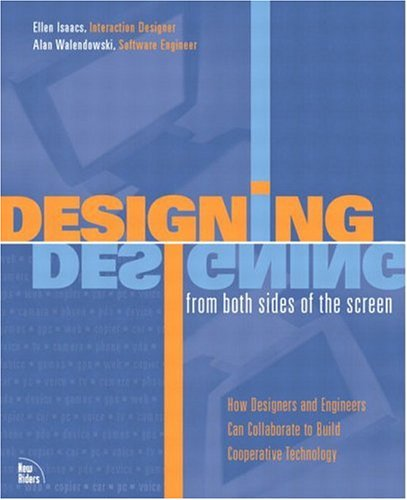 Ellen Isaacs, Interaction Designer
Alan Walendowski, Software Engineer
DESIGNiNG
DESIGNING
from both sides of the screen
How Designers and Engineers
Can Collaborate to Build
Cooperative Technology
New
Riders